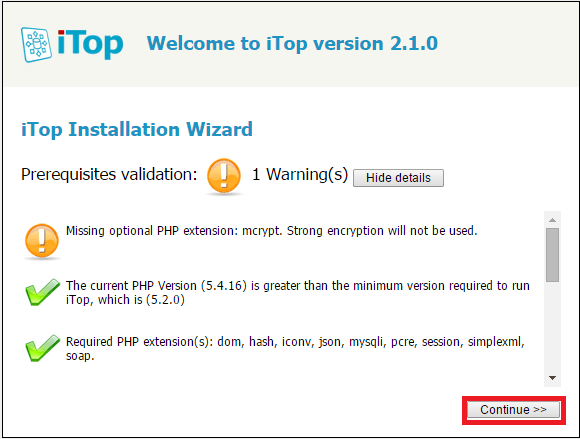 iTop Welcome to iTop version 2.1.0
iTop Installation Wizard
Prerequisites validation: 1 Warning(s) Hide details
Missing optional PHP extension: mcrypt. Strong encryption will not be used.
The current PHP Version (5.4.16) is greater than the minimum version required to run
iTop, which is (5.2.0)
Required PHP extension(s): dom, hash, iconv, json, mysqli, pcre, session, simplexml,
soap.
Continue >>